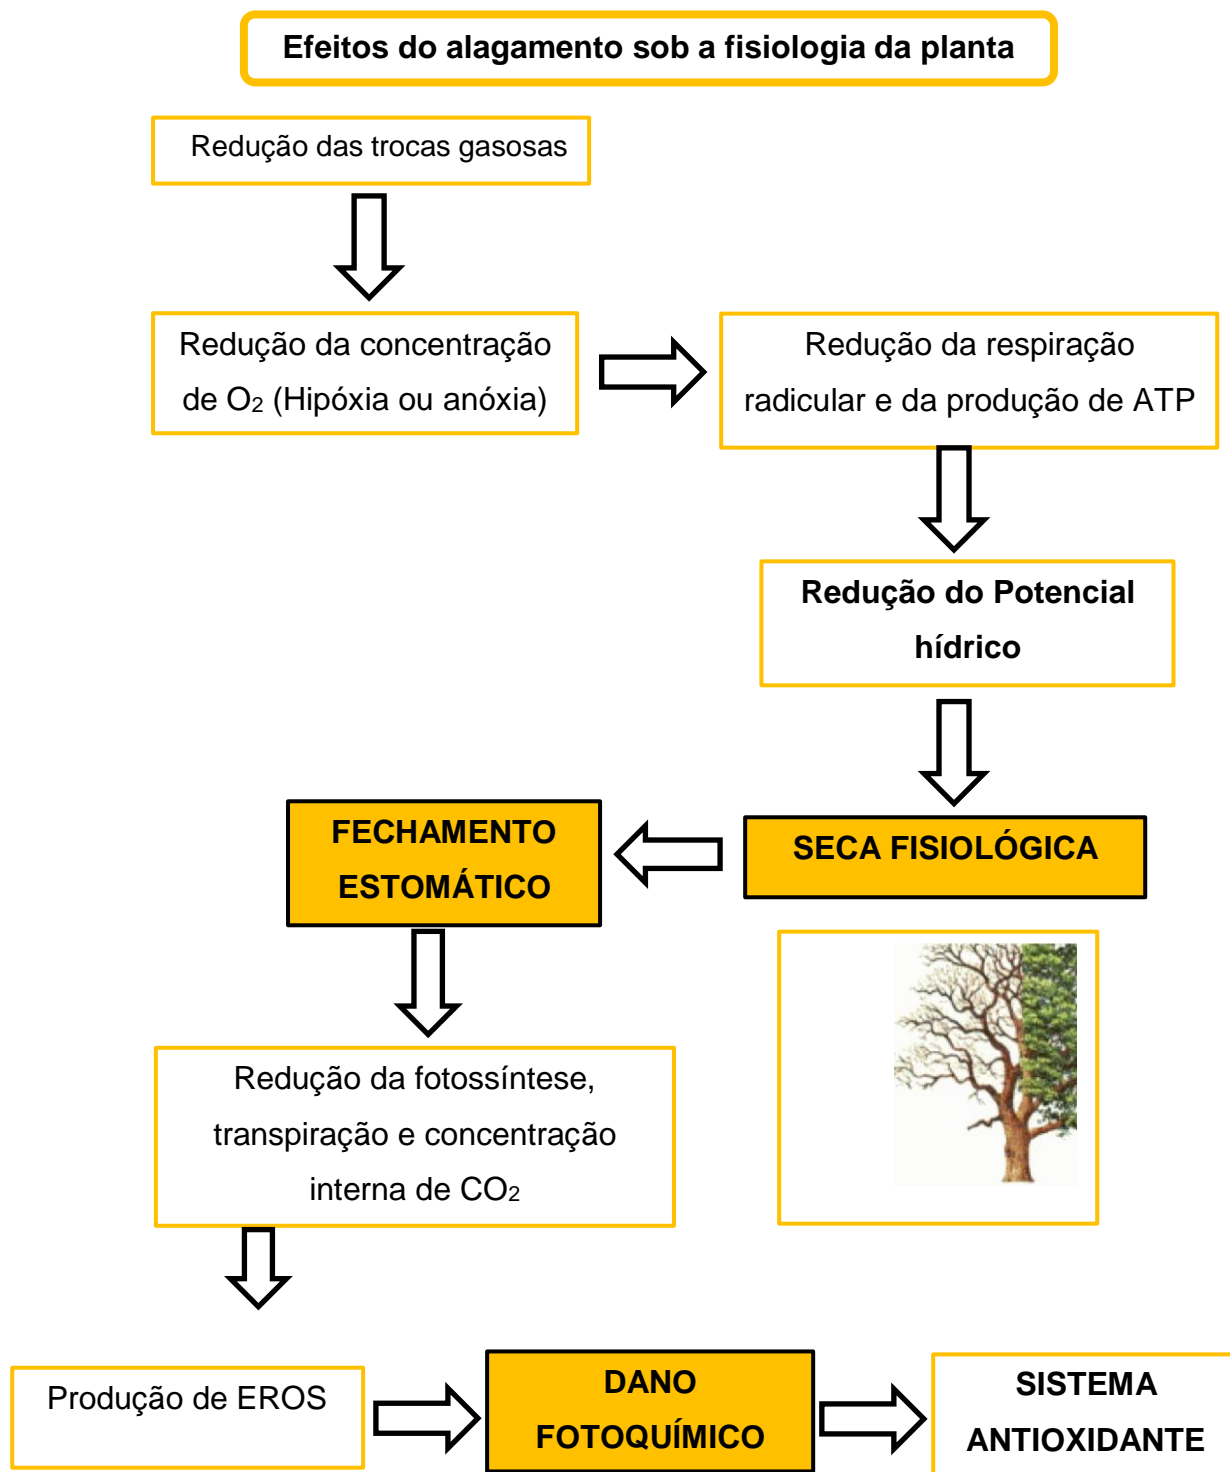 Efeitos do alagamento sob a fisiologia da planta
Redução das trocas gasosas
Redução da concentração
de O₂ (Hipóxia ou anóxia)
Redução da respiração
radicular e da produção de ATP
Redução do Potencial
hídrico
SECA FISIOLÓGICA
FECHAMENTO
ESTOMÁTICO
Redução da fotossíntese,
transpiração e concentração
interna de CO₂
Produção de EROS
DANO
FOTOQUÍMICO
SISTEMA
ANTIOXIDANTE